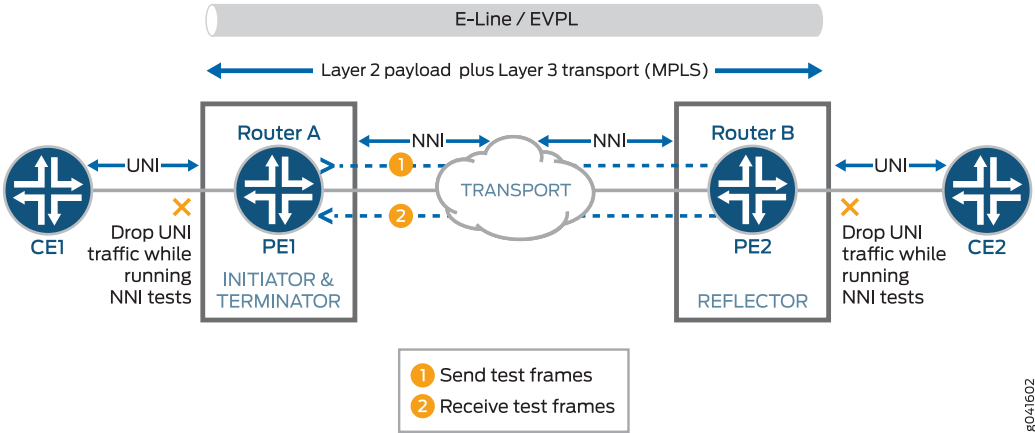 E-Line / EVPL
Layer 2 payload plus Layer 3 transport (MPLS)
Router A
NNI
NNI
Router B
UNI
1
UNI
TRANSPORT
2
CE1
Drop UNI
traffic while
running
NNI tests
PE1
INITIATOR &
TERMINATOR
PE2
REFLECTOR
Drop UNI
traffic while
running
NNI tests
CE2
1 Send test frames
2 Receive test frames
g041602